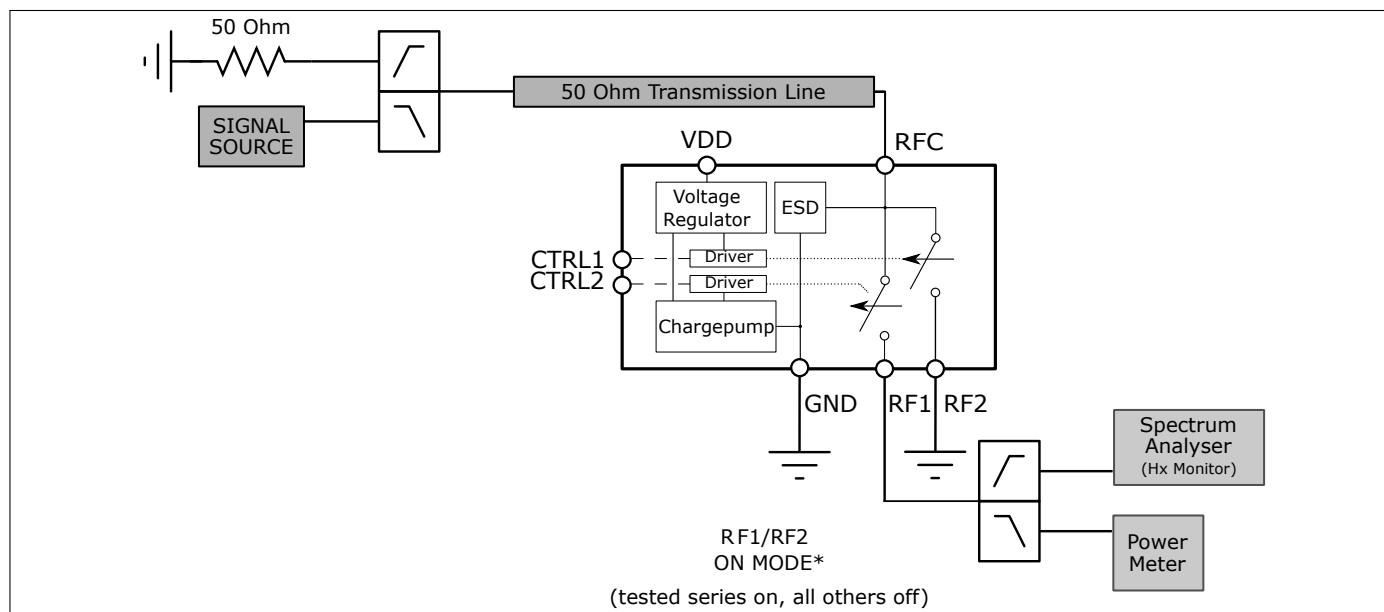 50 Ohm
SIGNAL
SOURCE
50 Ohm Transmission Line
VDD
RFC
Voltage
Regulator
ESD
CTRL1
Driver
CTRL2
Driver
Chargepump
GND
RF1
RF2
Spectrum
Analyser
(Hx Monitor)
Power
Meter
RF1/RF2
ON MODE*
(tested series on, all others off)